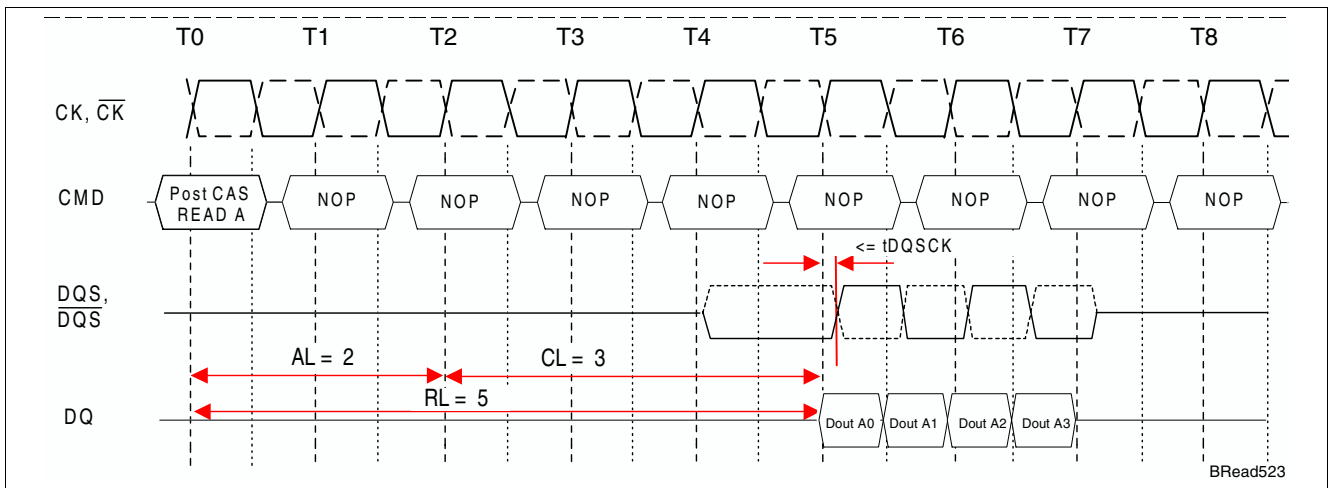 T0 T1 T2 T3 T4 T5 T6 T7 T8
CK, CK
CMD
Post CAS
READ A
NOP NOP NOP NOP NOP NOP NOP NOP
<= tDQSCK
DQS,
DQS
AL = 2
CL = 3
RL = 5
DQ
Dout A0 Dout A1 Dout A2 Dout A3
BRead523